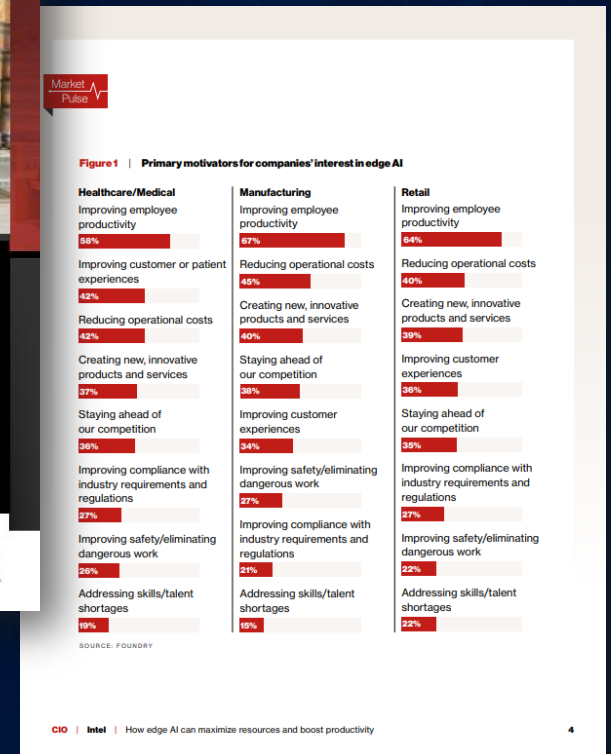 Market
Pulse
Figure 1 | Primary motivators for companies' interest in edge AI
Healthcare/Medical
Improving employee
productivity
58%
Improving customer or patient
experiences
42%
Reducing operational costs
42%
Creating new, innovative
products and services
37%
Staying ahead of
our competition
36%
Improving compliance with
industry requirements and
regulations
27%
Improving safety/eliminating
dangerous work
26%
Addressing skills/talent
shortages
19%
Manufacturing
Improving employee
productivity
67%
Reducing operational costs
45%
Creating new, innovative
products and services
40%
Staying ahead of
our competition
38%
Improving customer
experiences
34%
Improving safety/eliminating
dangerous work
27%
Improving compliance with
industry requirements and
regulations
21%
Addressing skills/talent
shortages
15%
Retail
Improving employee
productivity
64%
Reducing operational costs
40%
Creating new, innovative
products and services
39%
Improving customer
experiences
36%
Staying ahead of
our competition
35%
Improving compliance with
industry requirements and
regulations
27%
Improving safety/eliminating
dangerous work
22%
Addressing skills/talent
shortages
22%
SOURCE: FOUNDRY
CIO | Intel | How edge AI can maximize resources and boost productivity
4